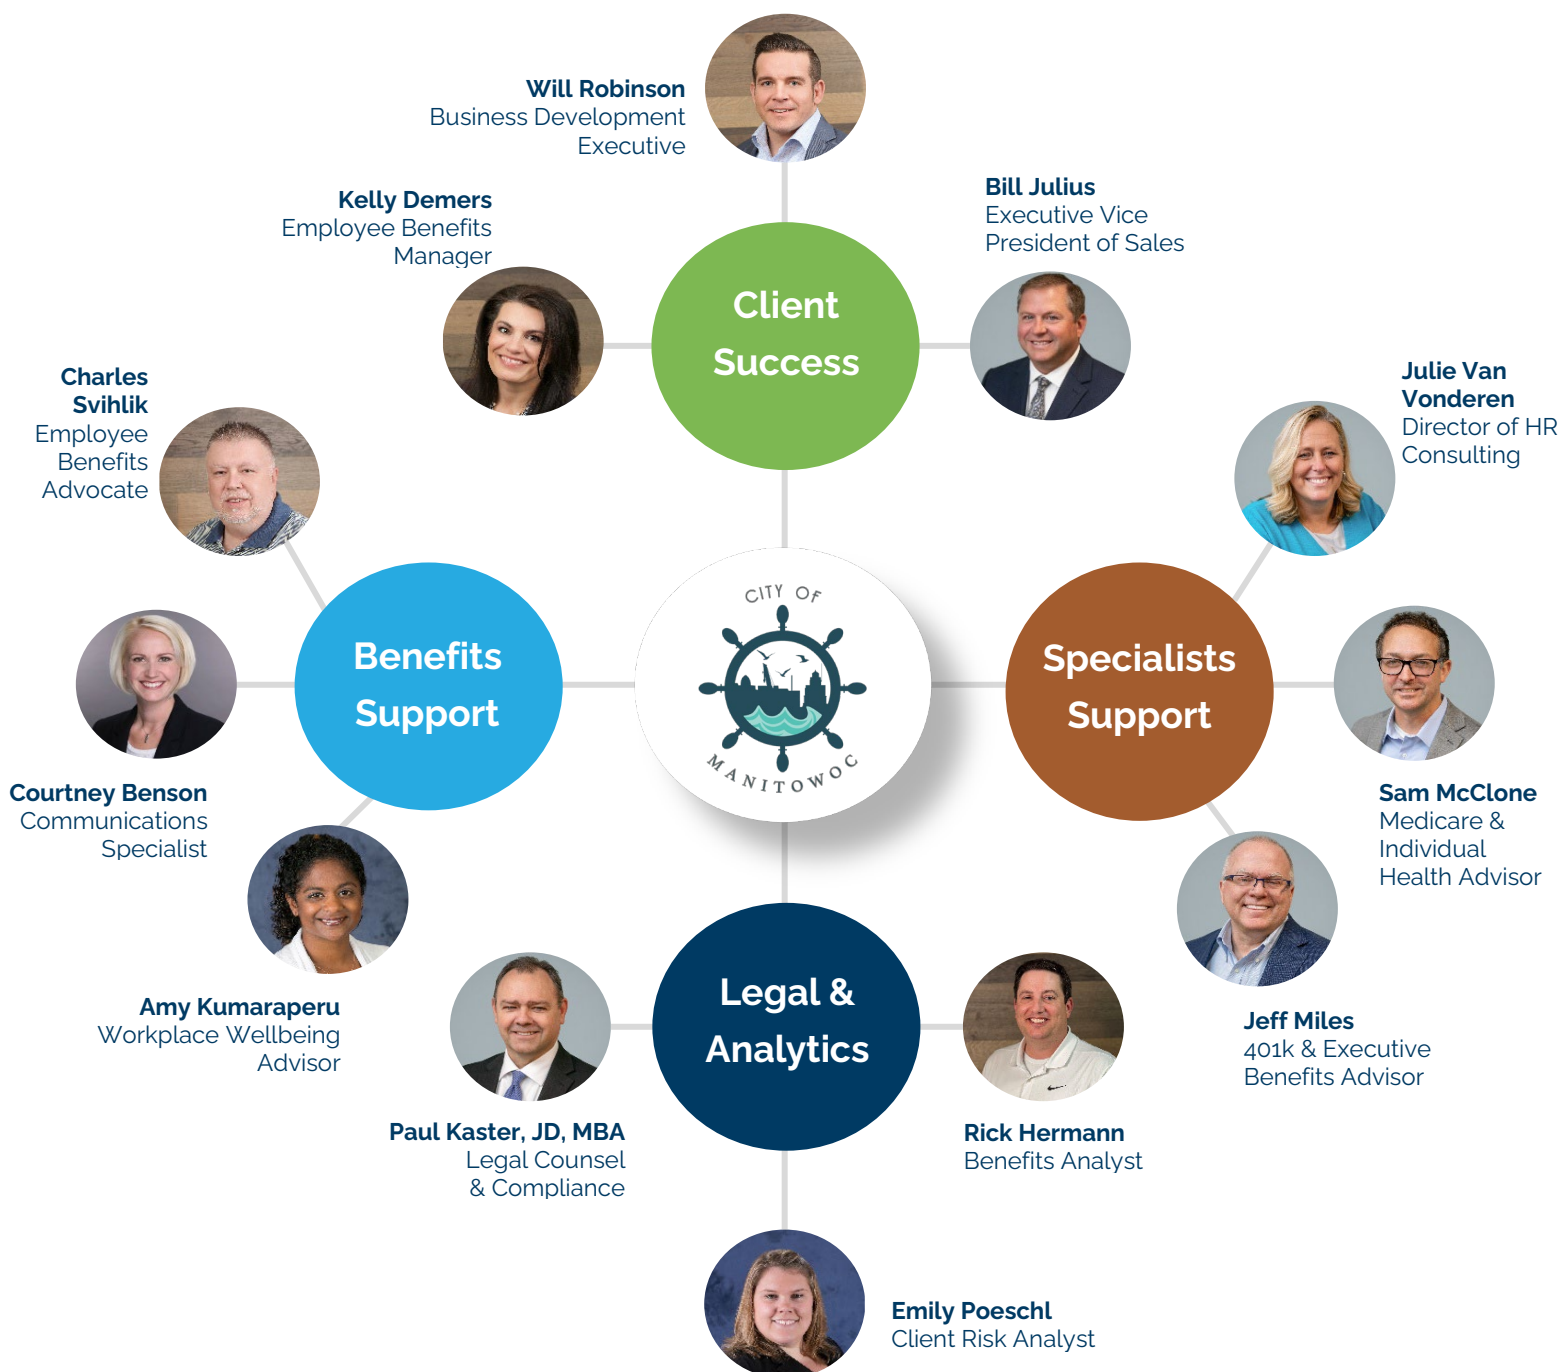 Will Robinson
Business Development
Executive
Kelly Demers
Employee Benefits
Manager
Bill Julius
Executive Vice
President of Sales
Client
Success
Charles
Svihlik
Employee
Benefits
Advocate
Julie Van
Vonderen
Director of HR
Consulting
Benefits
Support
CITY OF
MANITOWOC
Specialists
Support
Courtney Benson
Communications
Specialist
Sam McClone
Medicare &
Individual
Health Advisor
Amy Kumaraperu
Workplace Wellbeing
Advisor
Legal &
Analytics
Jeff Miles
401k & Executive
Benefits Advisor
Paul Kaster, JD, MBA
Legal Counsel
& Compliance
Rick Hermann
Benefits Analyst
Emily Poeschl
Client Risk Analyst